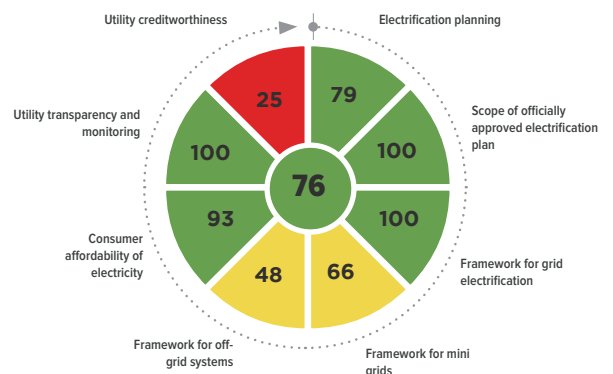 Electrification planning
79
Scope of officially
approved electrification
plan
100
Framework for grid
electrification
100
Framework for mini
grids
66
Framework for off-
grid systems
48
Consumer
affordability of
electricity
93
Utility transparency and
monitoring
100
Utility creditworthiness
25
76